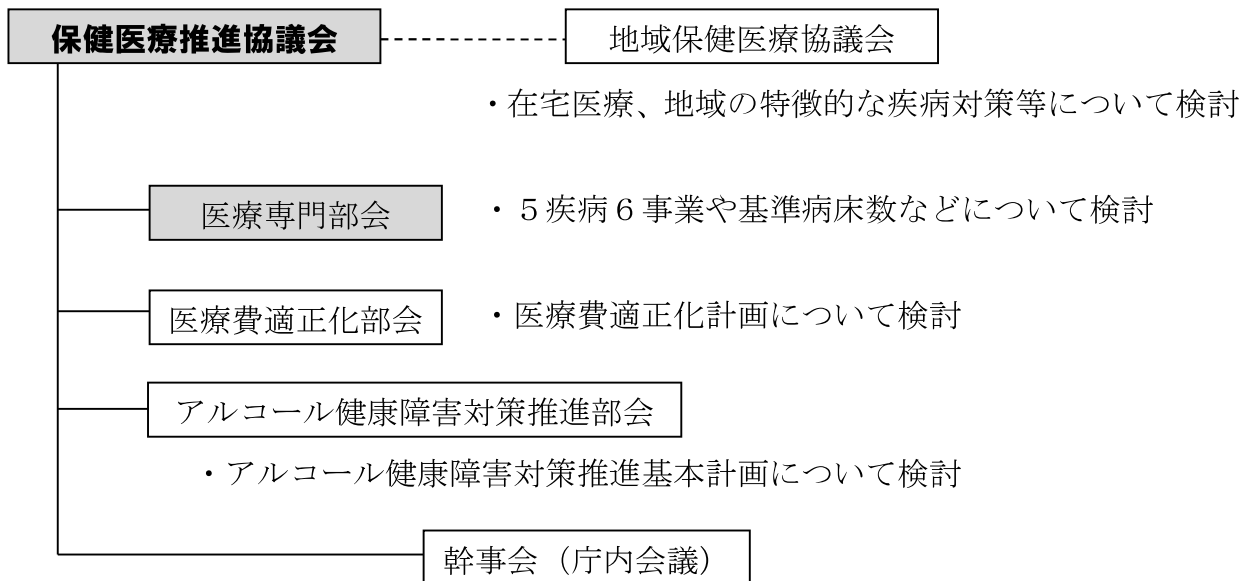 保健医療推進協議会
地域保健医療協議会
・在宅医療、地域の特徴的な疾病対策等について検討
医療専門部会
・５疾病６事業や基準病床数などについて検討
医療費適正化部会
・医療費適正化計画について検討
アルコール健康障害対策推進部会
・アルコール健康障害対策推進基本計画について検討
幹事会（庁内会議）